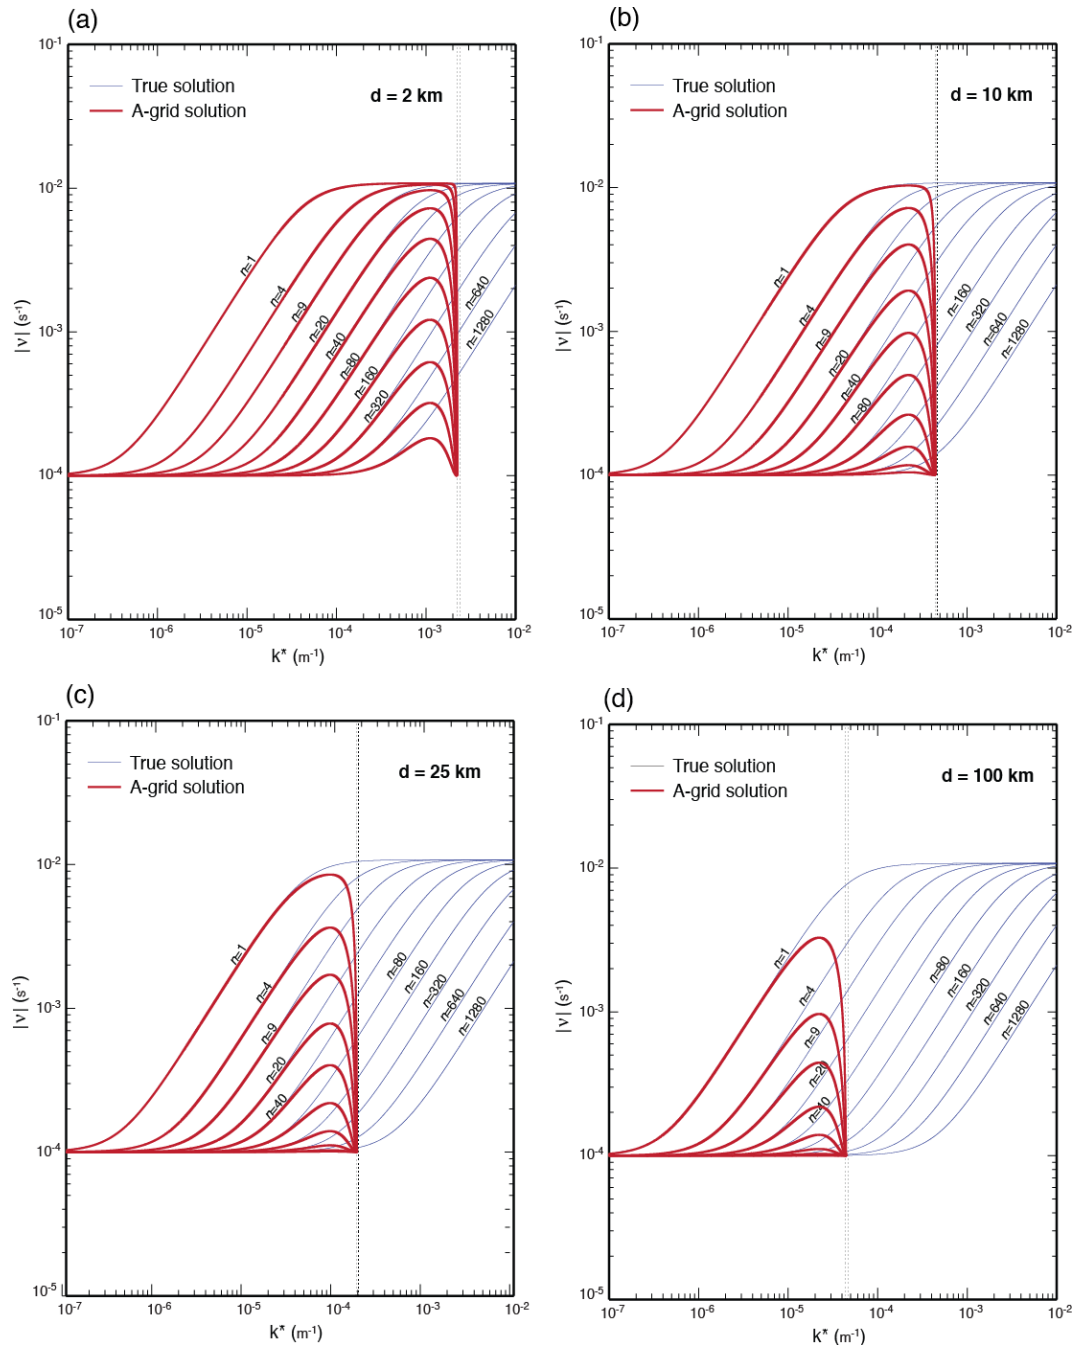 (a)
10-1
True solution
A-grid solution
d = 2 km
10-2
n=1
n=4
n=9
n=20
n=40
n=80
n=160
n=320
n=640
n=1280
|ν| (s-1)
10-3
10-4
10-5
10-7
10-6
10-5
10-4
10-3
10-2
k* (m-1)
(b)
10-1
True solution
A-grid solution
d = 10 km
10-2
n=1
n=4
n=9
n=20
n=40
n=80
n=160
n=320
n=640
n=1280
|ν| (s-1)
10-3
10-4
10-5
10-7
10-6
10-5
10-4
10-3
10-2
k* (m-1)
(c)
10-1
True solution
A-grid solution
d = 25 km
10-2
n=1
n=4
n=9
n=20
n=40
n=80
n=160
n=320
n=640
n=1280
|ν| (s-1)
10-3
10-4
10-5
10-7
10-6
10-5
10-4
10-3
10-2
k* (m-1)
(d)
10-1
True solution
A-grid solution
d = 100 km
10-2
n=1
n=4
n=9
n=20
n=40
n=80
n=160
n=320
n=640
n=1280
|ν| (s-1)
10-3
10-4
10-5
10-7
10-6
10-5
10-4
10-3
10-2
k* (m-1)